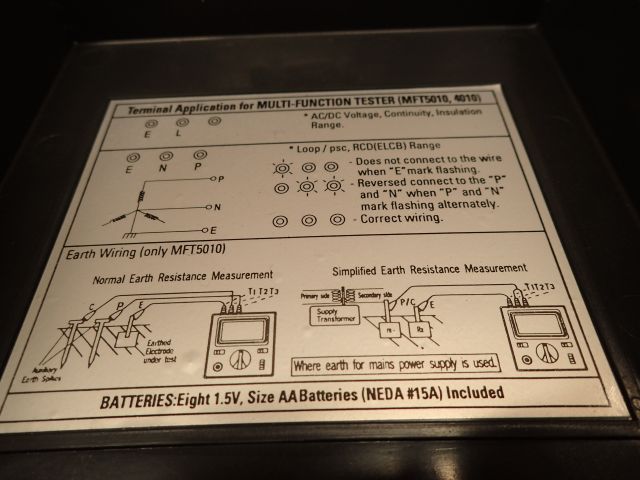 Terminal Application for MULTI-FUNCTION TESTER (MFT5010, 4010)
E L
* AC/DC Voltage, Continuity, Insulation
Range.
* Loop / psc, RCD(ELCB) Range
E N P
- Does not connect to the wire
when "E" mark flashing.
- Reversed connect to the "P"
and "N" when "P" and "N"
mark flashing alternately.
- Correct wiring.
P
N
E
Earth Wiring (only MFT5010)
Normal Earth Resistance Measurement
T1 T2 T3
C P E
Earthed
Electrode
under test
Auxiliary
Earth Spikes
Simplified Earth Resistance Measurement
T1 T2 T3
Primary side
Secondary side
P/C E
Supply
Transformer
re
Rx
Where earth for mains power supply is used.
BATTERIES:Eight 1.5V, Size AA Batteries (NEDA #15A) Included